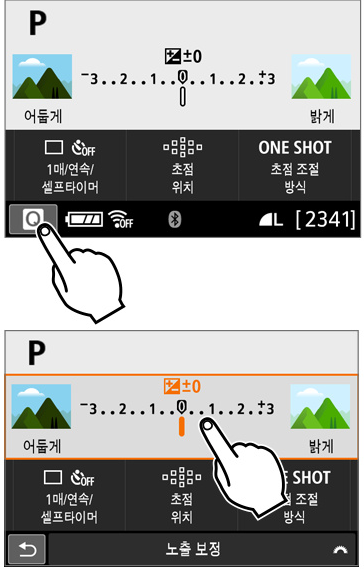 P
±0
-3..2..1..0..1..2.+3
어둡게
밝게
OFF
ONE SHOT
1매/연속/
셀프타이머
초점
위치
초점 조절
방식
Q
OFF
L [2341]
P
±0
-3..2..1..0..1..2.+3
어둡게
밝게
OFF
SHOT
1매/연속/
셀프타이머
초점
위치
조절
방식
노출 보정